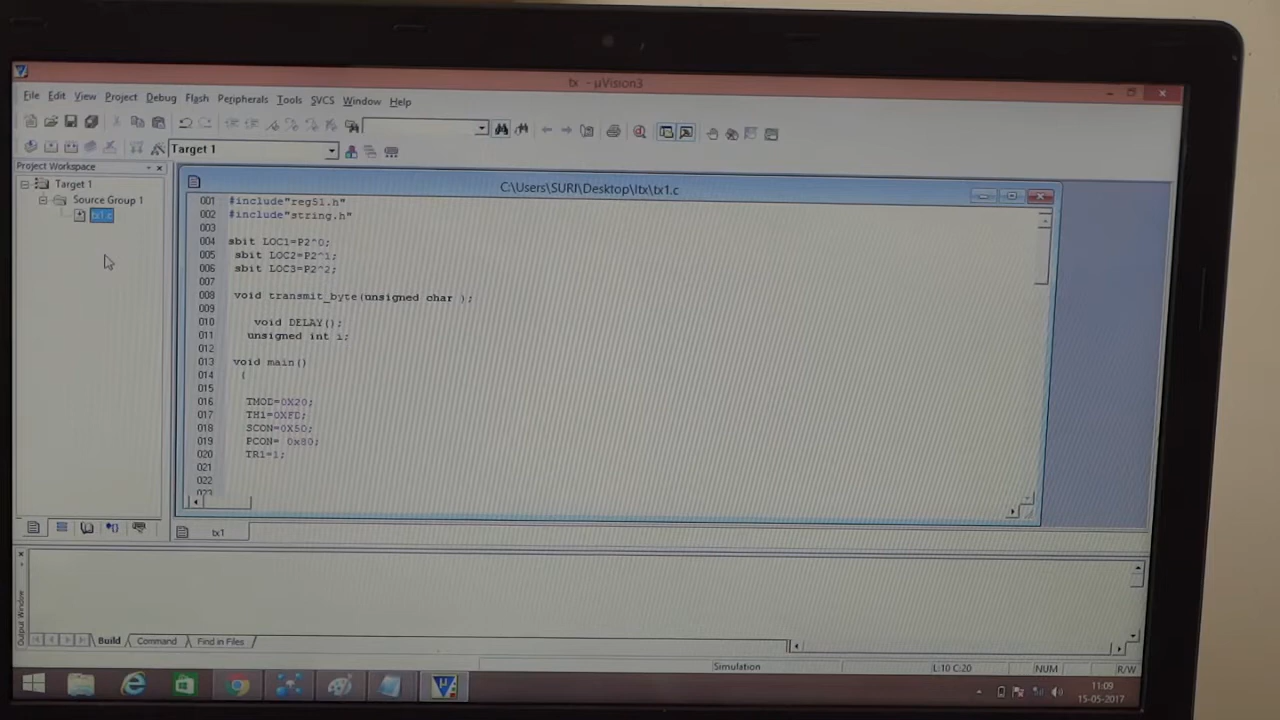 tx - µVision3
File Edit View Project Debug Flash Peripherals Tools SVCS Window Help
Target 1
Project Workspace
Target 1
Source Group 1
tx1.c
C:\Users\SURI\Desktop\ltx\tx1.c
001 #include"reg51.h"
002 #include"string.h"
003
004 sbit LOC1=P2^0;
005 sbit LOC2=P2^1;
006 sbit LOC3=P2^2;
007
008 void transmit_byte(unsigned char );
009
010 void DELAY();
011 unsigned int i;
012
013 void main()
014 {
015
016 TMOD=0X20;
017 TH1=0XFD;
018 SCON=0X50;
019 PCON= 0x80;
020 TR1=1;
021
022
023
tx1
Output Window
Build Command Find in Files
Simulation L:10 C:20 NUM R/W
11:09
15-05-2017